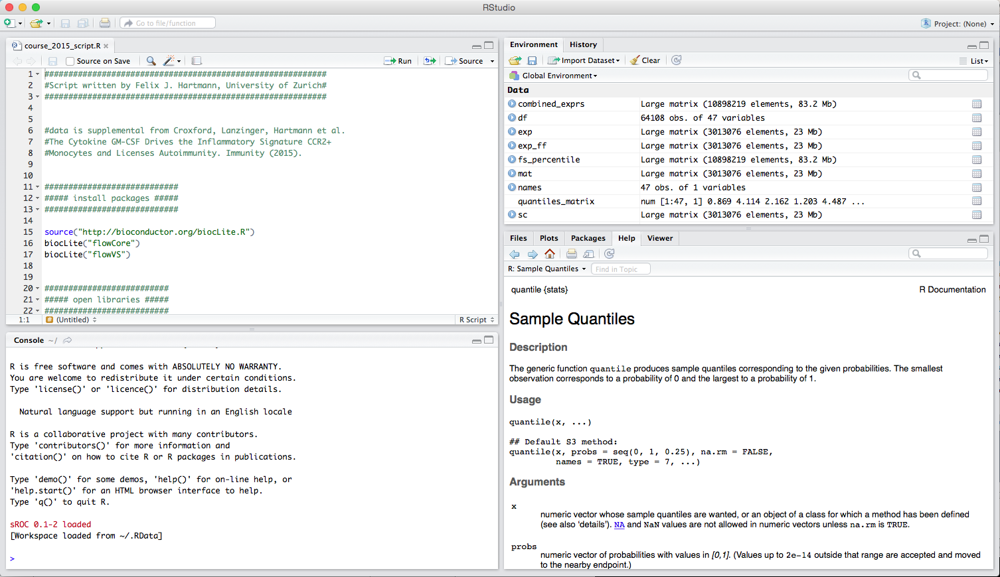 RStudio
Go to file/function
Project: (None)
course_2015_script.R
Source on Save
Run
Source
1 ###########################################################
2 #Script written by Felix J. Hartmann, University of Zurich#
3 ###########################################################
4
5
6 #data is supplemental from Croxford, Lanzinger, Hartmann et al.
7 #The Cytokine GM-CSF Drives the Inflammatory Signature CCR2+
8 #Monocytes and Licenses Autoimmunity. Immunity (2015).
9
10
11 ############################
12 ##### install packages #####
13 ############################
14
15 source("http://bioconductor.org/biocLite.R")
16 biocLite("flowCore")
17 biocLite("flowVS")
18
19
20 ##########################
21 ##### open libraries #####
22 ##########################
1:1 # (Untitled) R Script
Console ~/
R is free software and comes with ABSOLUTELY NO WARRANTY.
You are welcome to redistribute it under certain conditions.
Type 'license()' or 'licence()' for distribution details.
Natural language support but running in an English locale
R is a collaborative project with many contributors.
Type 'contributors()' for more information and
'citation()' on how to cite R or R packages in publications.
Type 'demo()' for some demos, 'help()' for on-line help, or
'help.start()' for an HTML browser interface to help.
Type 'q()' to quit R.
sROC 0.1-2 loaded
[Workspace loaded from ~/.RData]
>
Environment History
Import Dataset Clear List
Global Environment
Data
combined_exprs Large matrix (10898219 elements, 83.2 Mb)
df 64108 obs. of 47 variables
exp Large matrix (3013076 elements, 23 Mb)
exp_ff Large matrix (3013076 elements, 23 Mb)
fs_percentile Large matrix (10898219 elements, 83.2 Mb)
mat Large matrix (3013076 elements, 23 Mb)
names 47 obs. of 1 variables
quantiles_matrix num [1:47, 1] 0.869 4.114 2.162 1.203 4.487 ...
sc Large matrix (3013076 elements, 23 Mb)
Files Plots Packages Help Viewer
R: Sample Quantiles Find in Topic
quantile {stats} R Documentation
Sample Quantiles
Description
The generic function quantile produces sample quantiles corresponding to the given probabilities. The smallest
observation corresponds to a probability of 0 and the largest to a probability of 1.
Usage
quantile(x, ...)
## Default S3 method:
quantile(x, probs = seq(0, 1, 0.25), na.rm = FALSE,
names = TRUE, type = 7, ...)
Arguments
x
numeric vector whose sample quantiles are wanted, or an object of a class for which a method has been defined
(see also ‘details’). NA and NaN values are not allowed in numeric vectors unless na.rm is TRUE.
probs
numeric vector of probabilities with values in [0,1]. (Values up to 2e-14 outside that range are accepted and moved
to the nearby endpoint.)